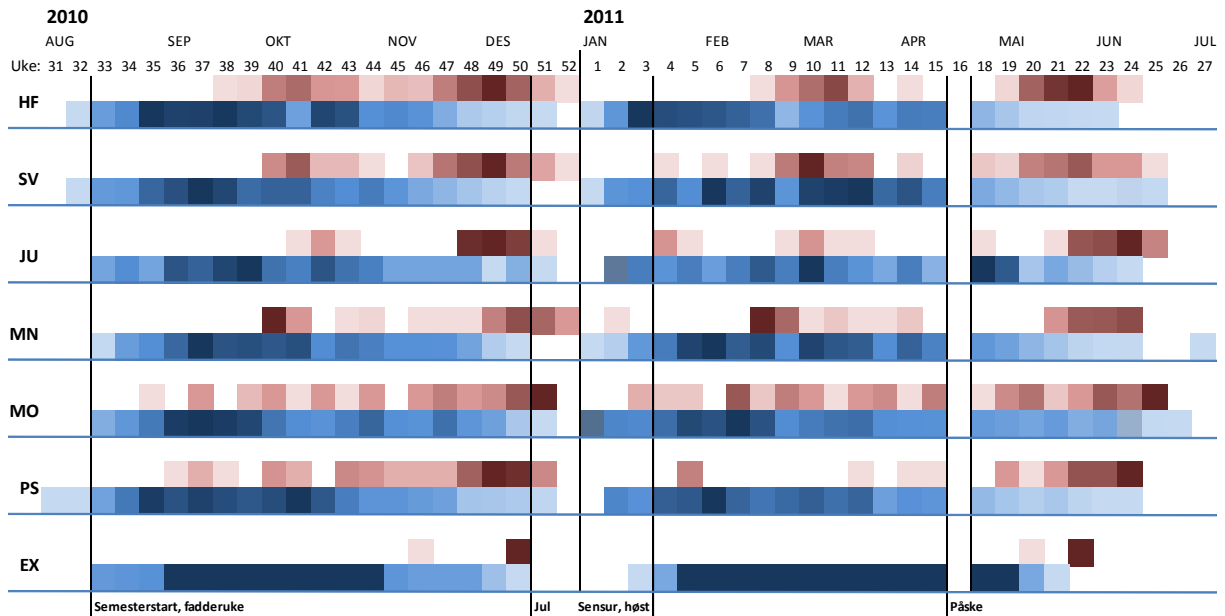 2010 2011
AUG SEP OKT NOV DES JAN FEB MAR APR MAI JUN JUL
Uke: 31 32 33 34 35 36 37 38 39 40 41 42 43 44 45 46 47 48 49 50 51 52 1 2 3 4 5 6 7 8 9 10 11 12 13 14 15 16 18 19 20 21 22 23 24 25 26 27
HF
SV
JU
MN
MO
PS
EX
Semesterstart, fadderuke Jul Sensur, høst Påske